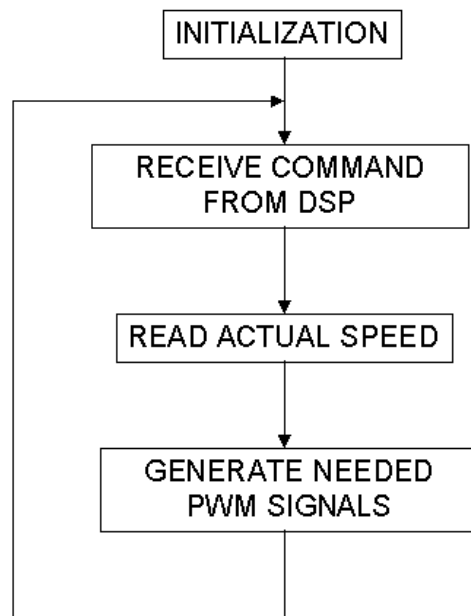 INITIALIZATION
RECEIVE COMMAND
FROM DSP
READ ACTUAL SPEED
GENERATE NEEDED
PWM SIGNALS